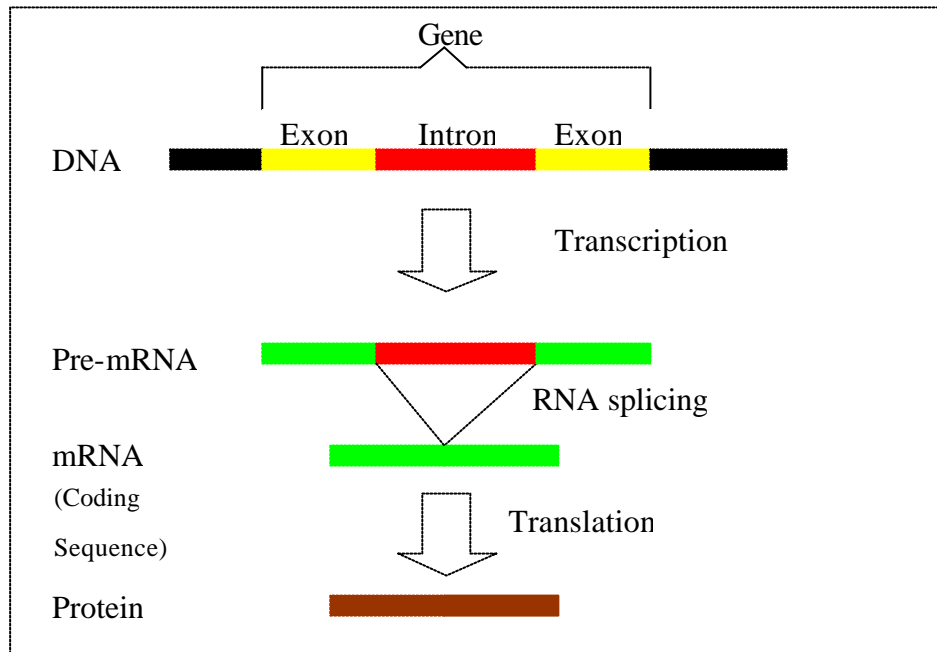 Gene
Exon Intron Exon
DNA
Transcription
Pre-mRNA
RNA splicing
mRNA
(Coding
Sequence)
Translation
Protein